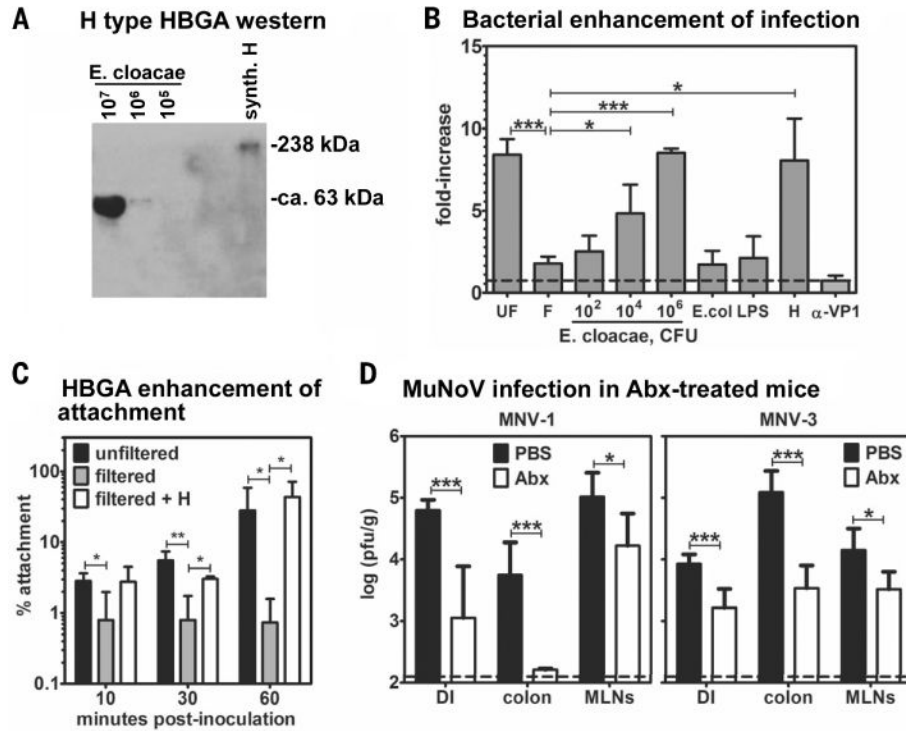 A H type HBGA western
E. cloacae
10⁷ 10⁶ 10⁵ synth. H
-238 kDa
-ca. 63 kDa
B Bacterial enhancement of infection
15
10
5
0
fold-increase
*
***
*** *
UF F 10² 10⁴ 10⁶ E.col LPS H α-VP1
E. cloacae, CFU
C HBGA enhancement of
attachment
unfiltered
filtered
filtered + H
100
10
1
0.1
% attachment
* ** * * *
10 30 60
minutes post-inoculation
D MuNoV infection in Abx-treated mice
MNV-1 MNV-3
6
5
4
3
2
log (pfu/g)
PBS
Abx
*** *** *
DI colon MLNs
PBS
Abx
*** *** *
DI colon MLNs